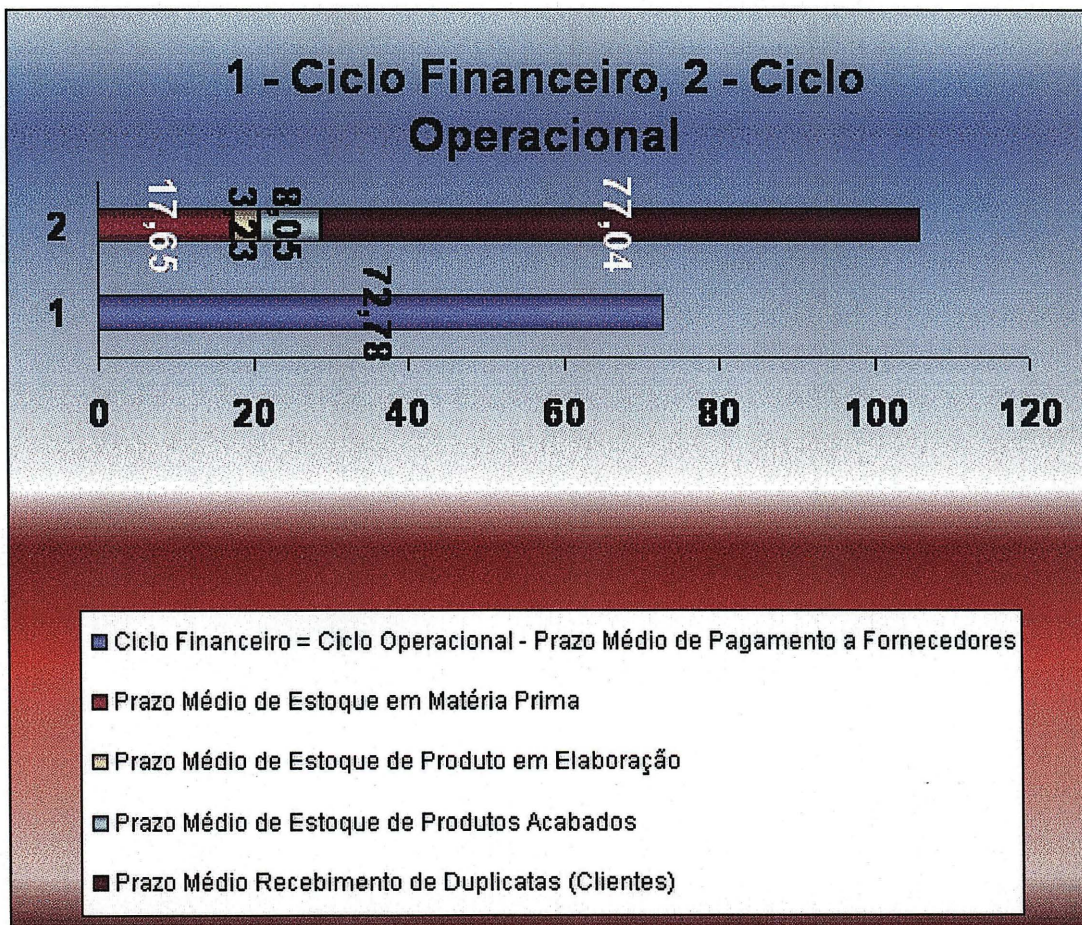 1 - Ciclo Financeiro, 2 - Ciclo
Operacional
2
17,65
3,23
8,05
77,04
1
72,78
0 20 40 60 80 100 120
Ciclo Financeiro = Ciclo Operacional - Prazo Médio de Pagamento a Fornecedores
Prazo Médio de Estoque em Matéria Prima
Prazo Médio de Estoque de Produto em Elaboração
Prazo Médio de Estoque de Produtos Acabados
Prazo Médio Recebimento de Duplicatas (Clientes)